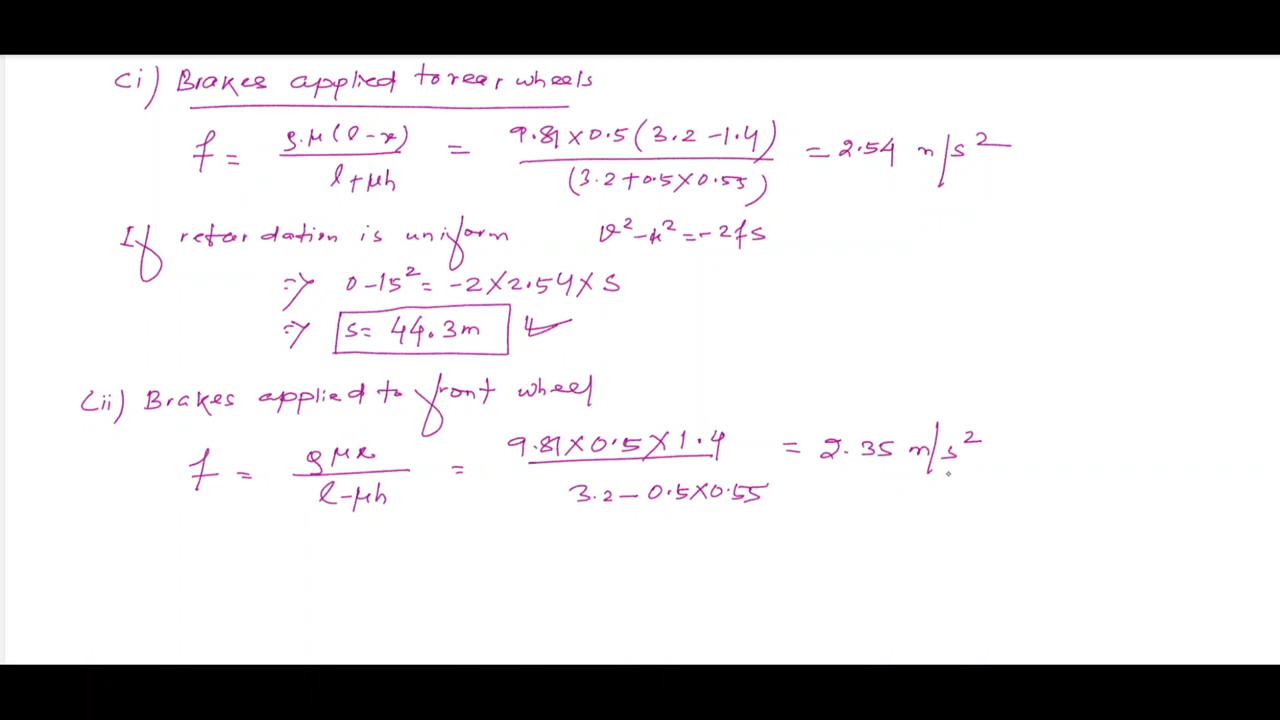 (i) Brakes applied to rear wheels
f = g.μ(l-x) / l+μh = 9.81×0.5(3.2-1.4) / (3.2+0.5×0.55) = 2.54 m/s²
If retardation is uniform v²-u² = -2fs
⇒ 0-15² = -2×2.54×s
⇒ s= 44.3m
(ii) Brakes applied to front wheel
f = gμx / l-μh = 9.81×0.5×1.4 / 3.2-0.5×0.55 = 2.35 m/s²